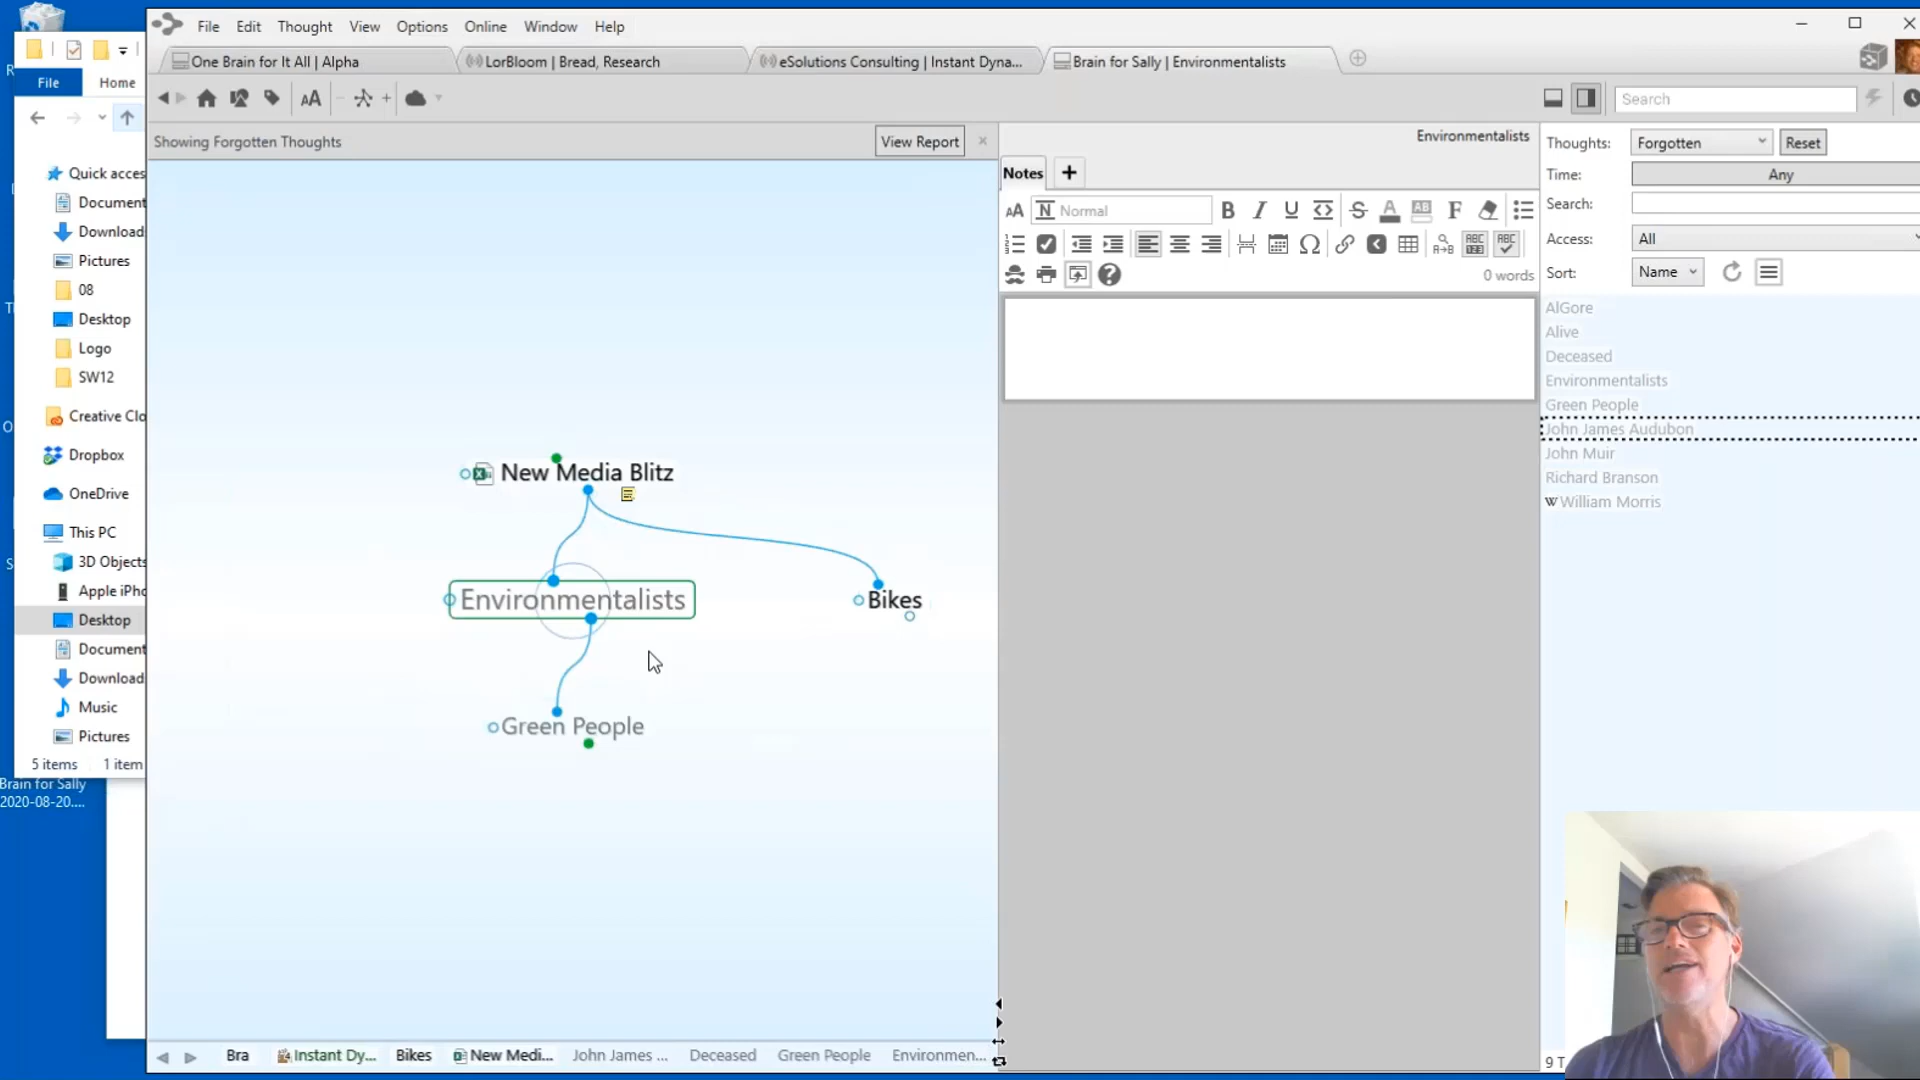 File Edit Thought View Options Online Window Help
One Brain for It All | Alpha
LorBloom | Bread, Research
eSolutions Consulting | Instant Dyna...
Brain for Sally | Environmentalists
File Home
Search
Showing Forgotten Thoughts
View Report
Environmentalists
Notes
Normal
0 words
Thoughts: Forgotten Reset
Time: Any
Search:
Access: All
Sort: Name
AlGore
Alive
Deceased
Environmentalists
Green People
John James Audubon
John Muir
Richard Branson
William Morris
Quick acces
Document
Download
Pictures
08
Desktop
Logo
SW12
Creative Clo
Dropbox
OneDrive
This PC
3D Objects
Apple iPho
Desktop
Document
Download
Music
Pictures
5 items 1 item
Brain for Sally
2020-08-20....
New Media Blitz
Environmentalists
Bikes
Green People
Bra
Instant Dy...
Bikes
New Medi...
John James ...
Deceased
Green People
Environmen...
9 T